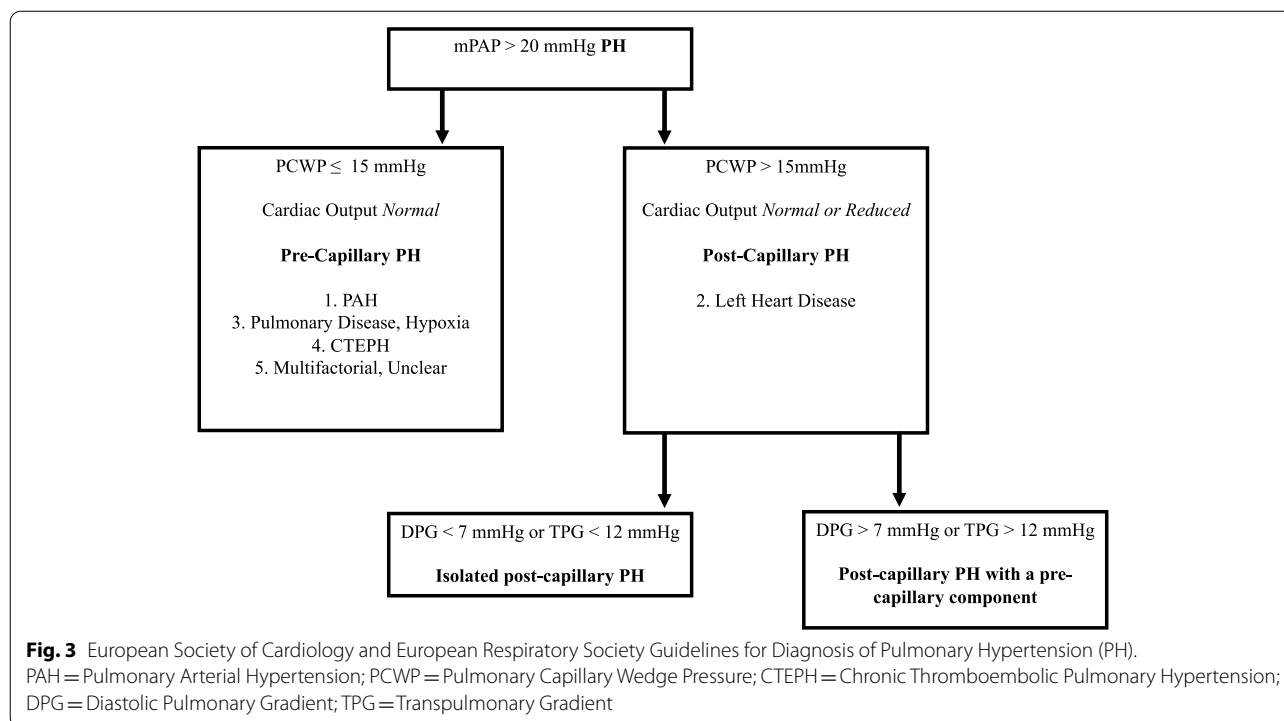 mPAP > 20 mmHg PH
PCWP ≤ 15 mmHg
Cardiac Output Normal
Pre-Capillary PH
1. PAH
3. Pulmonary Disease, Hypoxia
4. CTEPH
5. Multifactorial, Unclear
PCWP > 15mmHg
Cardiac Output Normal or Reduced
Post-Capillary PH
2. Left Heart Disease
DPG < 7 mmHg or TPG < 12 mmHg
Isolated post-capillary PH
DPG > 7 mmHg or TPG > 12 mmHg
Post-capillary PH with a pre-
capillary component
Fig. 3 European Society of Cardiology and European Respiratory Society Guidelines for Diagnosis of Pulmonary Hypertension (PH).
PAH = Pulmonary Arterial Hypertension; PCWP = Pulmonary Capillary Wedge Pressure; CTEPH = Chronic Thromboembolic Pulmonary Hypertension;
DPG = Diastolic Pulmonary Gradient; TPG = Transpulmonary Gradient